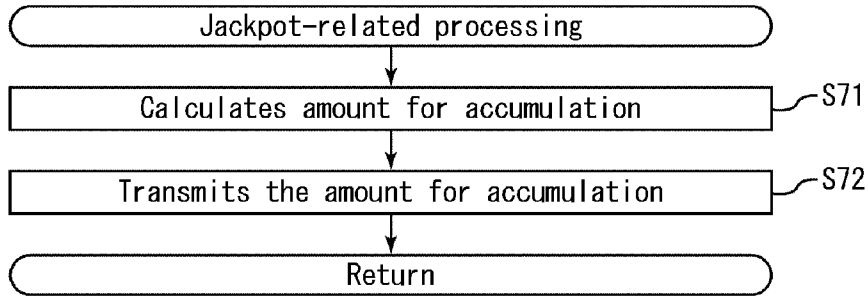 Jackpot-related processing
Calculates amount for accumulation
S71
Transmits the amount for accumulation
S72
Return